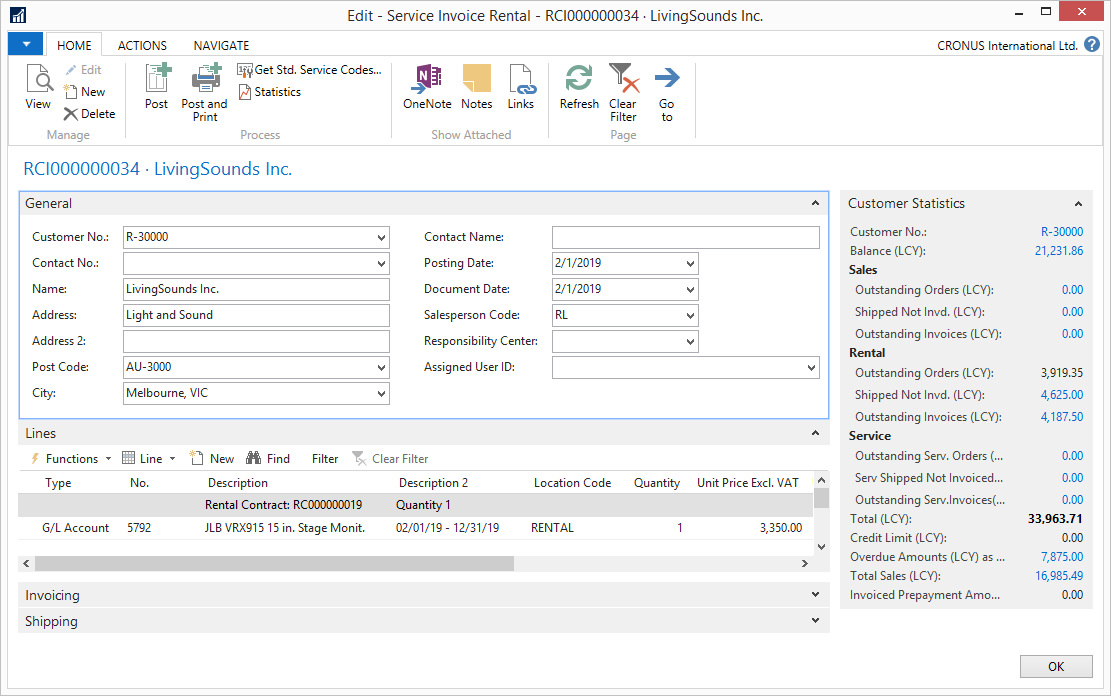 Edit - Service Invoice Rental - RCI000000034 · LivingSounds Inc.
HOME ACTIONS NAVIGATE CRONUS International Ltd. ?
View Edit New Delete
Manage
Post Post and Print Get Std. Service Codes... Statistics
Process
OneNote Notes Links
Show Attached
Refresh Clear Filter Go to
Page
RCI000000034 · LivingSounds Inc.
General
Customer No.: R-30000
Contact No.:
Name: LivingSounds Inc.
Address: Light and Sound
Address 2:
Post Code: AU-3000
City: Melbourne, VIC
Contact Name:
Posting Date: 2/1/2019
Document Date: 2/1/2019
Salesperson Code: RL
Responsibility Center:
Assigned User ID:
Lines
Functions Line New Find Filter Clear Filter
Type No. Description Description 2 Location Code Quantity Unit Price Excl. VAT
Rental Contract: RC000000019 Quantity 1
G/L Account 5792 JLB VRX915 15 in. Stage Monit. 02/01/19 - 12/31/19 RENTAL 1 3,350.00
Invoicing
Shipping
Customer Statistics
Customer No.: R-30000
Balance (LCY): 21,231.86
Sales
Outstanding Orders (LCY): 0.00
Shipped Not Invd. (LCY): 0.00
Outstanding Invoices (LCY): 0.00
Rental
Outstanding Orders (LCY): 3,919.35
Shipped Not Invd. (LCY): 4,625.00
Outstanding Invoices (LCY): 4,187.50
Service
Outstanding Serv. Orders (... 0.00
Serv Shipped Not Invoiced... 0.00
Outstanding Serv.Invoices(... 0.00
Total (LCY): 33,963.71
Credit Limit (LCY): 0.00
Overdue Amounts (LCY) as ... 7,875.00
Total Sales (LCY): 16,985.49
Invoiced Prepayment Amo... 0.00
OK